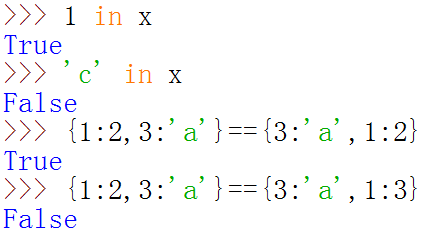 >>> 1 in x
True
>>> 'c' in x
False
>>> {1:2,3:'a'}=={3:'a',1:2}
True
>>> {1:2,3:'a'}=={3:'a',1:3}
False